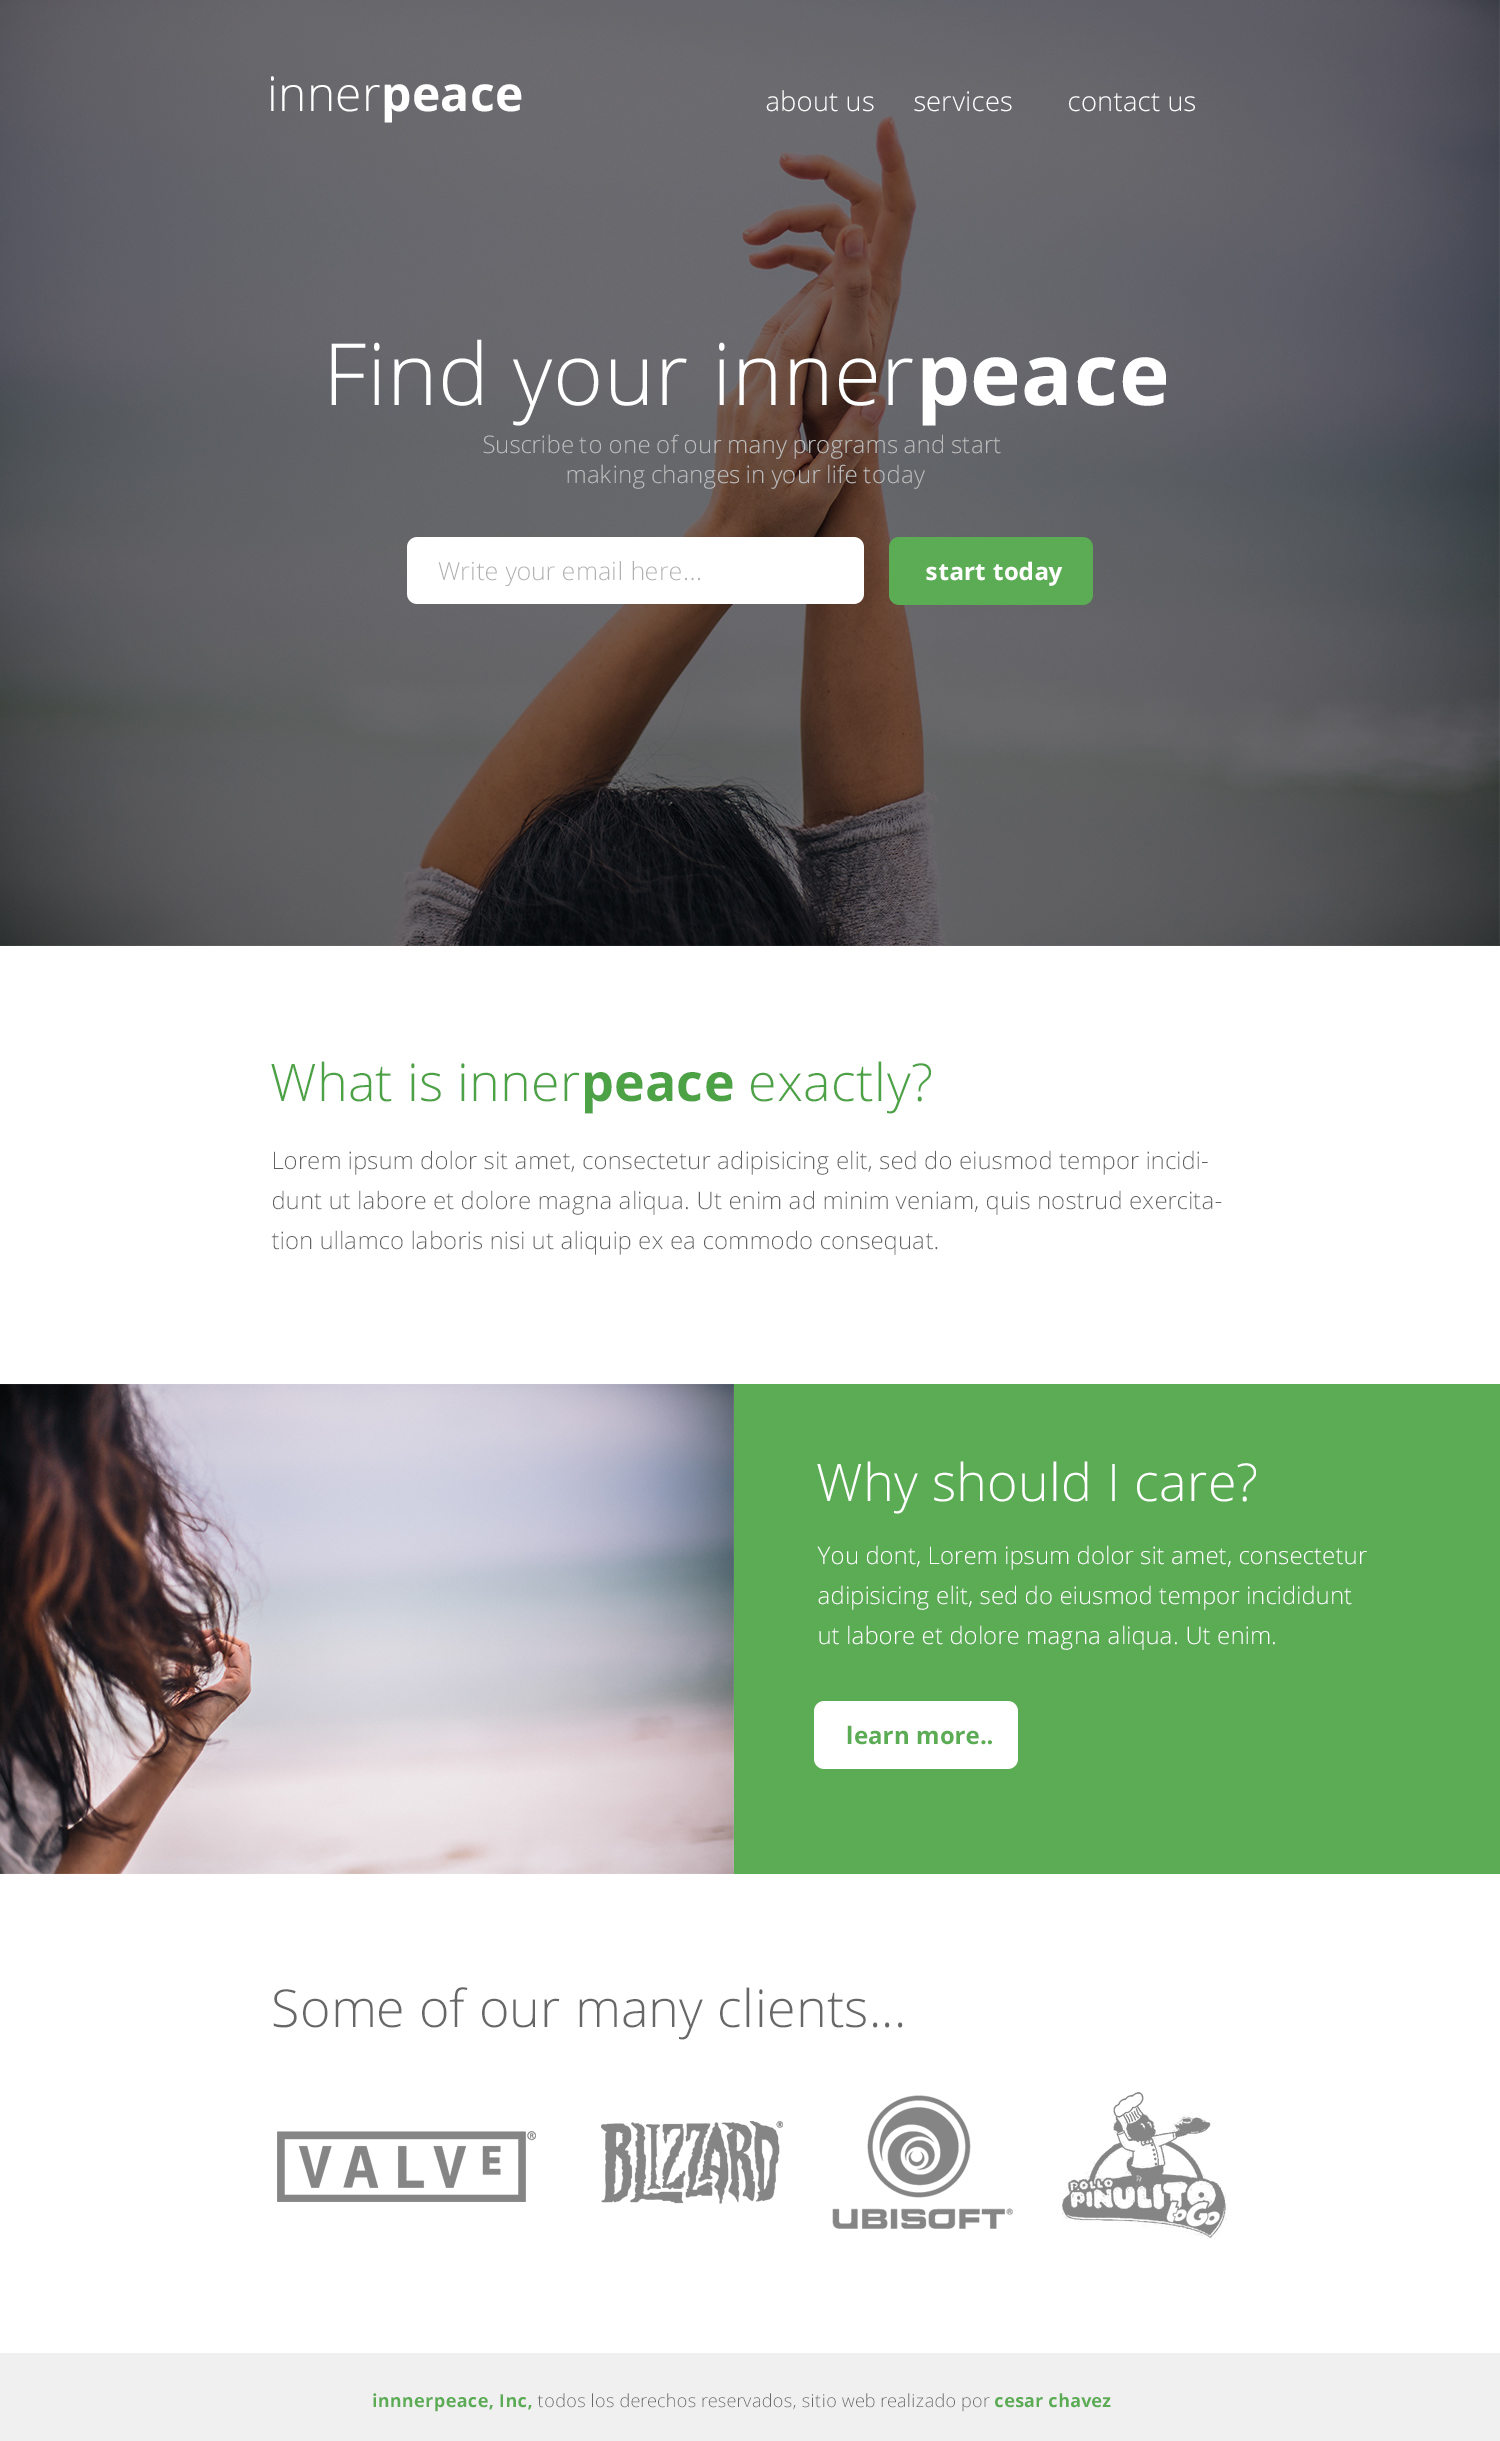 innerpeace
about us services contact us
Find your innerpeace
Suscribe to one of our many programs and start
making changes in your life today
Write your email here...
start today
What is innerpeace exactly?
Lorem ipsum dolor sit amet, consectetur adipisicing elit, sed do eiusmod tempor incidi-
dunt ut labore et dolore magna aliqua. Ut enim ad minim veniam, quis nostrud exercita-
tion ullamco laboris nisi ut aliquip ex ea commodo consequat.
Why should I care?
You dont, Lorem ipsum dolor sit amet, consectetur
adipisicing elit, sed do eiusmod tempor incididunt
ut labore et dolore magna aliqua. Ut enim.
learn more..
Some of our many clients...
VALVE®
BLIZZARD®
UBISOFT®
POLLO
PINULITO
to Go
innnerpeace, Inc, todos los derechos reservados, sitio web realizado por cesar chavez